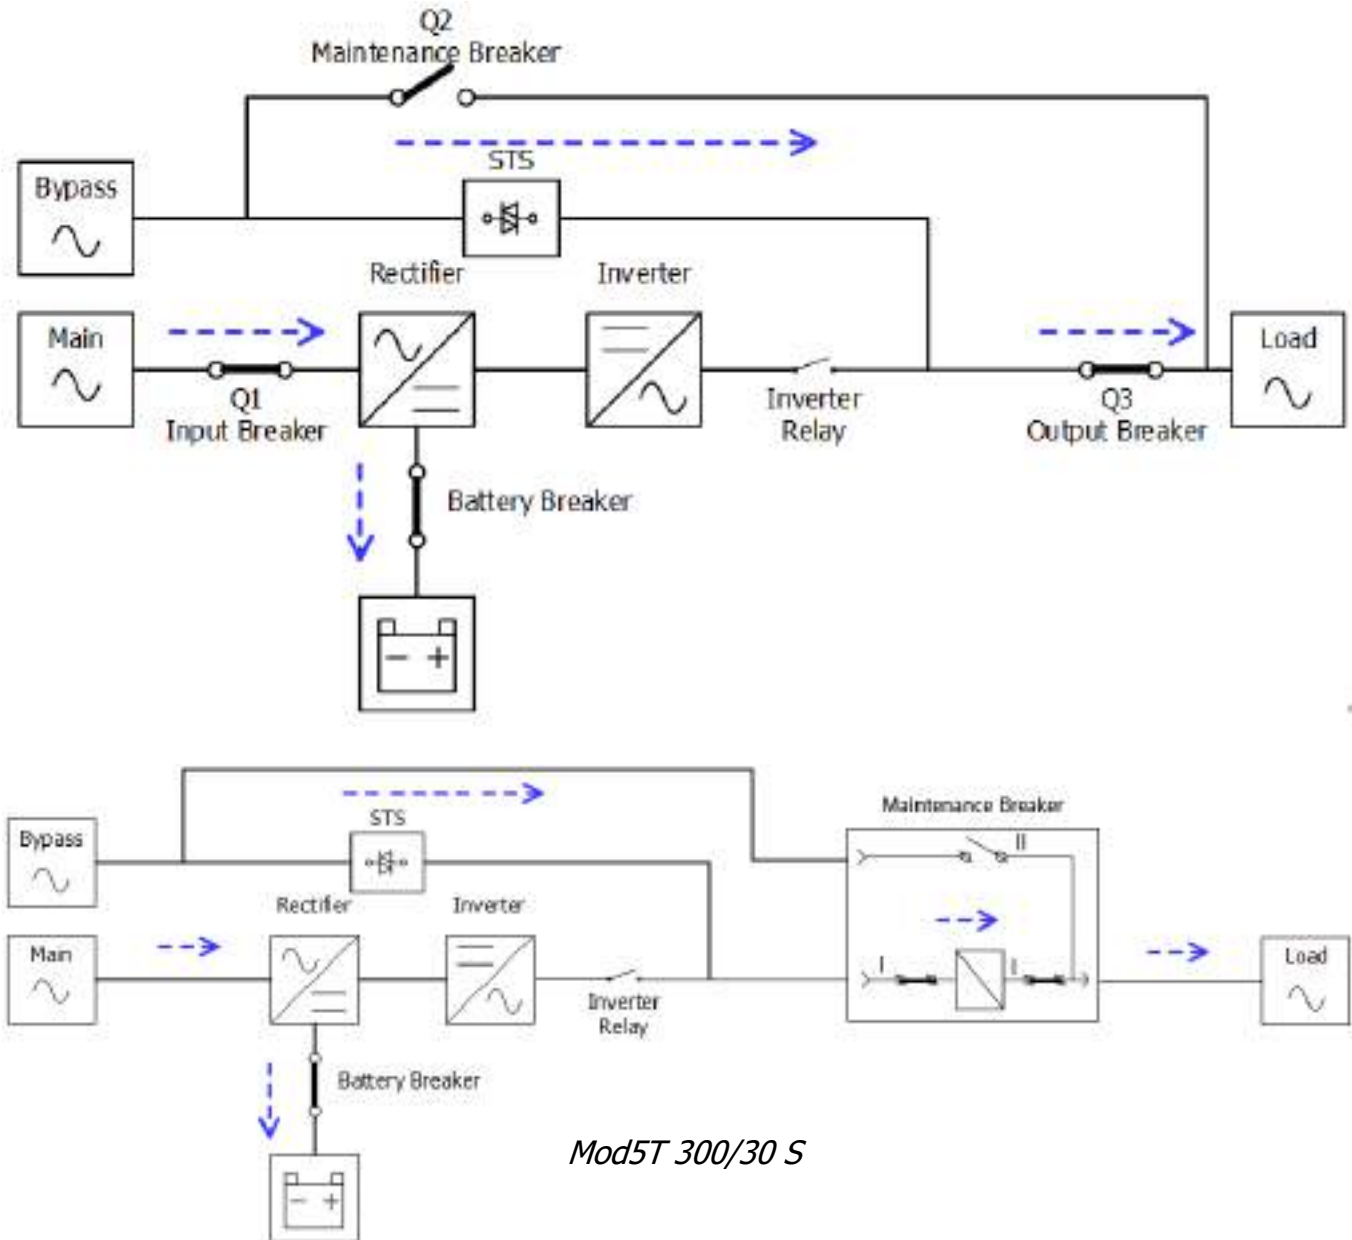 Q2
Maintenance Breaker
STS
Bypass
Rectifier
Inverter
Main
Load
Q1
Input Breaker
Inverter
Relay
Q3
Output Breaker
Battery Breaker
- +
Maintenance Breaker
II
STS
Bypass
Rectifier
Inverter
Main
I
I
Load
Inverter
Relay
Battery Breaker
- +
Mod5T 300/30 S